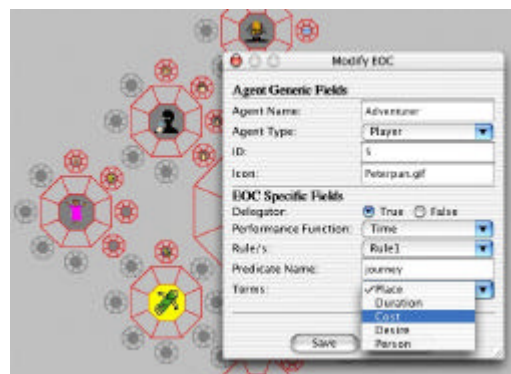 Modify EOC
Agent Generic Fields
Agent Name: Adventurer
Agent Type: Player
ID: 5
Icon: Peterpan.gif
EOC Specific Fields
Delegator: True False
Performance Function: Time
Rule/s: Rule1
Predicate Name: journey
Terms: ✓Place
Duration
Cost
Desire
Person
Save